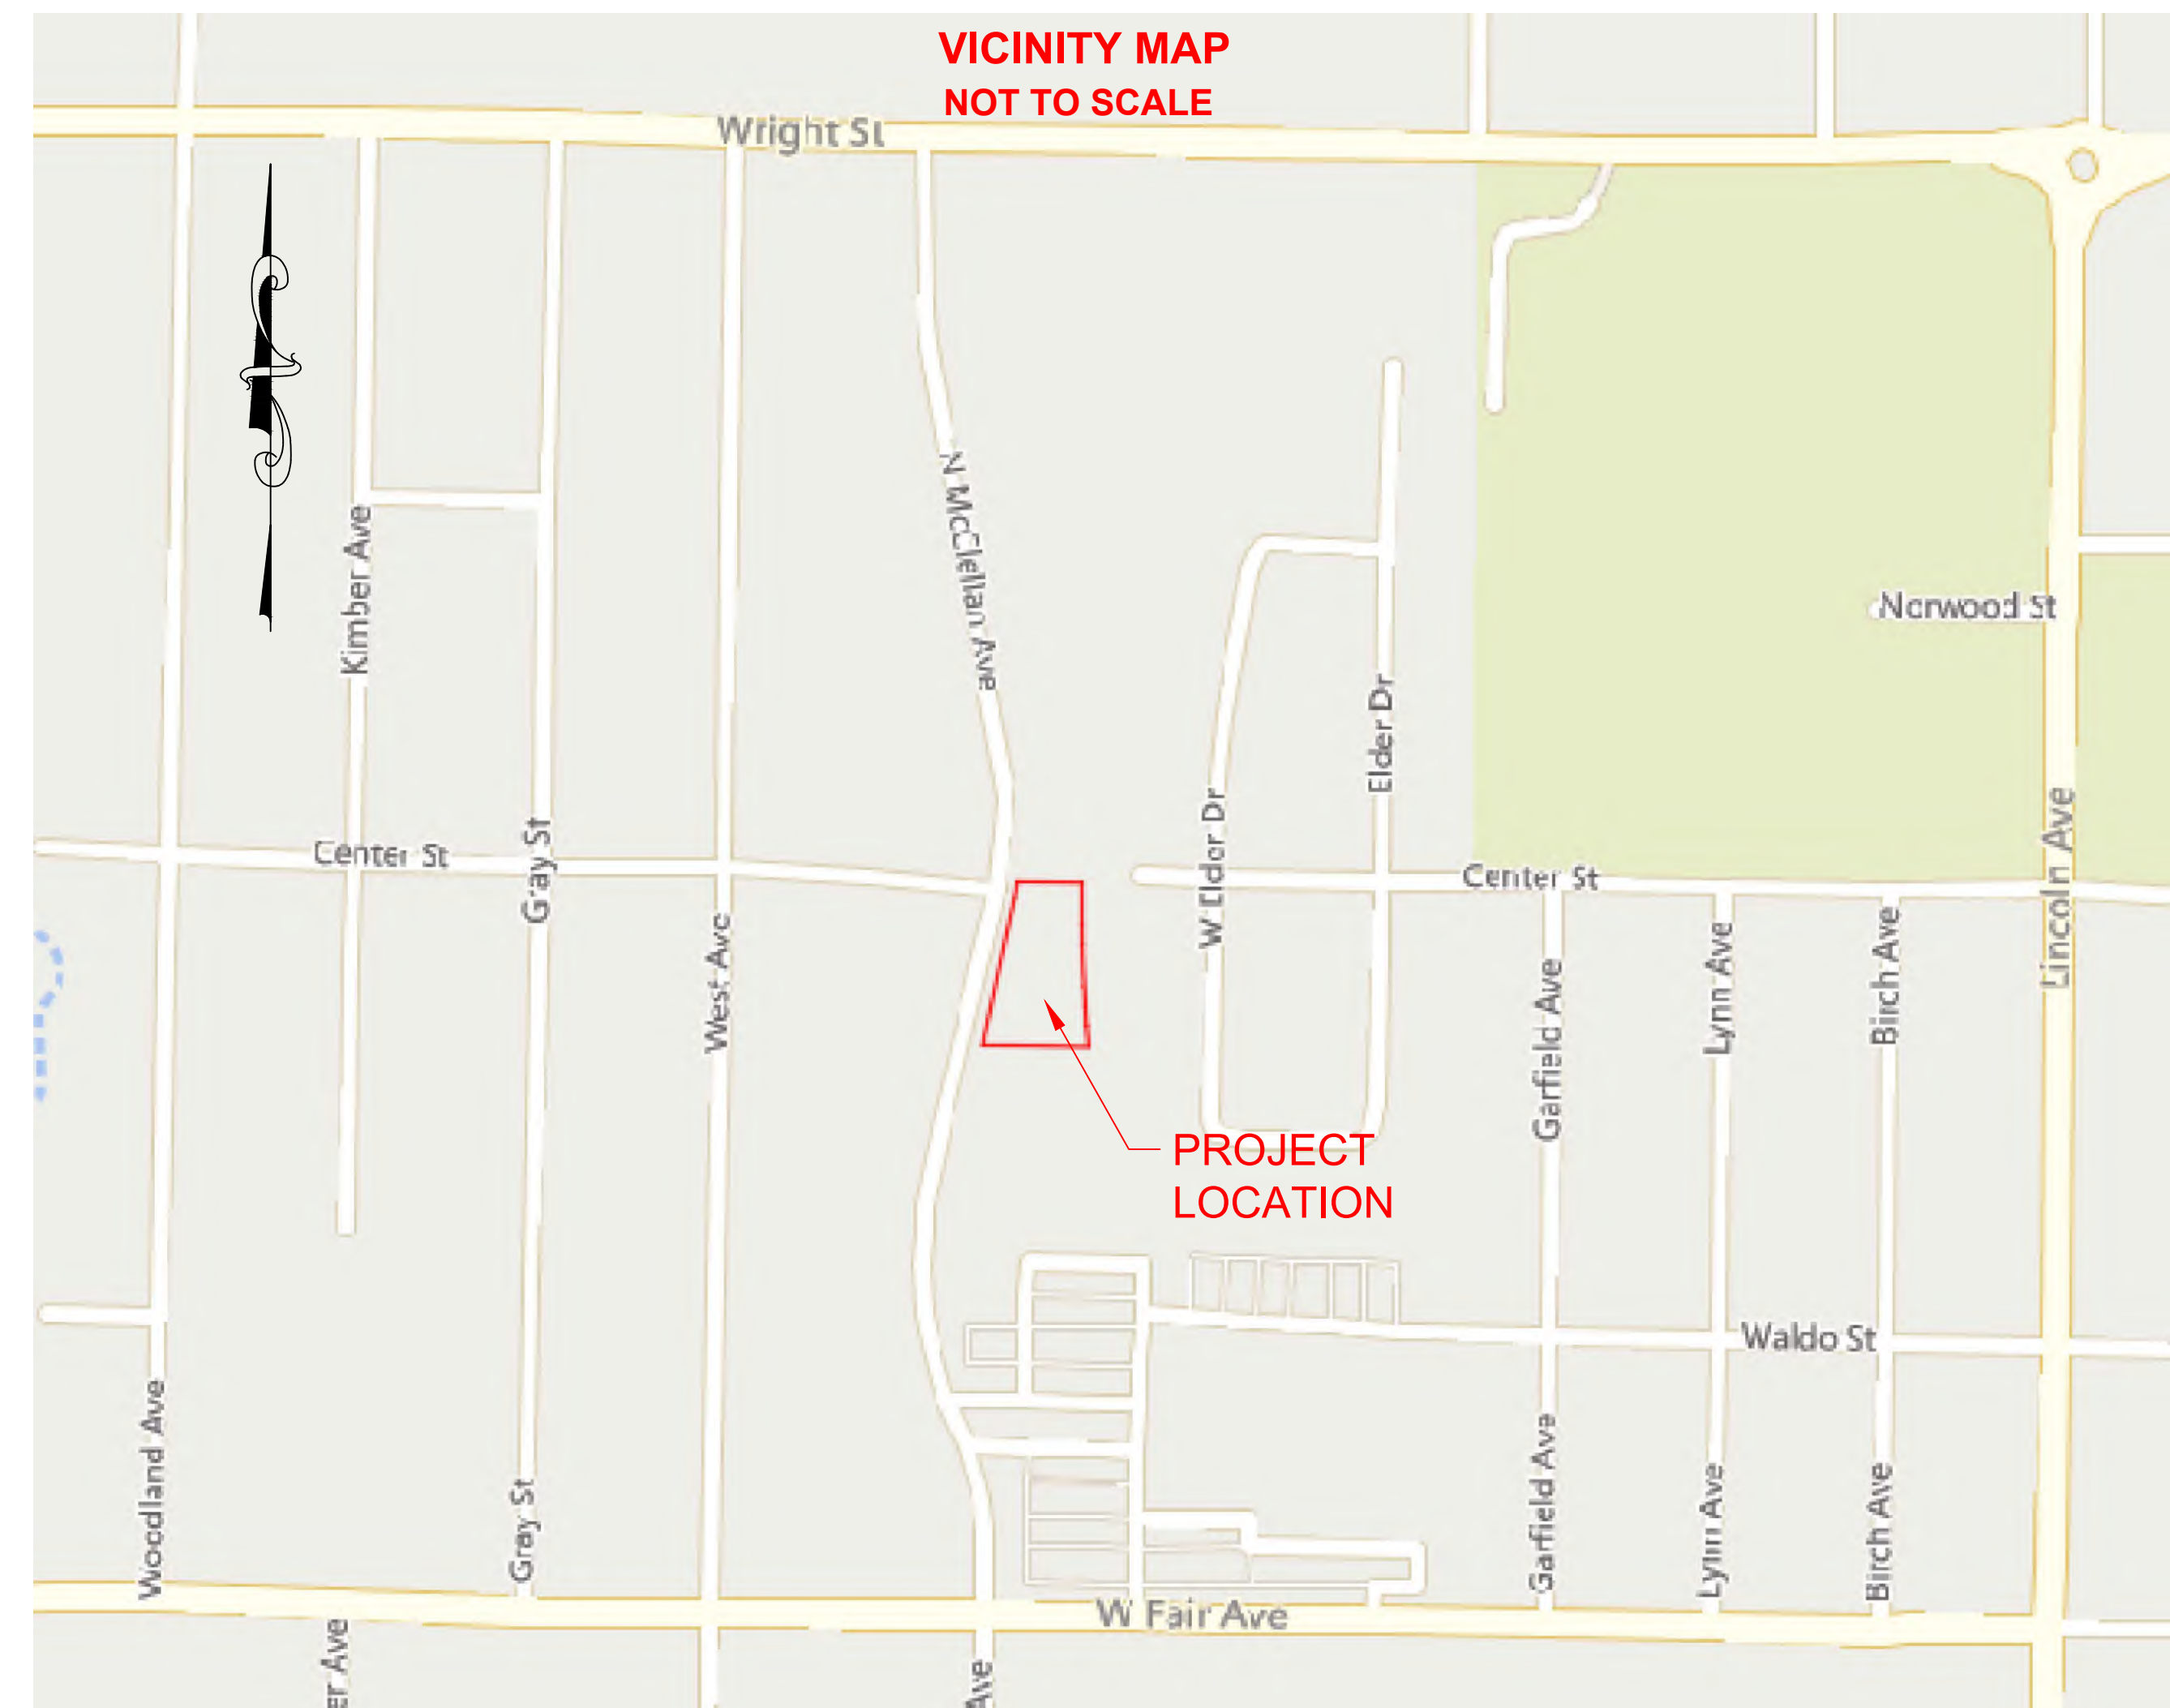 VICINITY MAP
NOT TO SCALE
Wright St
N McClellan Ave
Kimber Ave
Norwood St
Elder Dr
W Elder Dr
Lincoln Ave
Center St
Gray St
Center St
West Ave
Garfield Ave
Lynn Ave
Birch Ave
PROJECT
LOCATION
Waldo St
Woodland Ave
Gray St
Garfield Ave
Lynn Ave
Birch Ave
W Fair Ave
er Ave
Ave